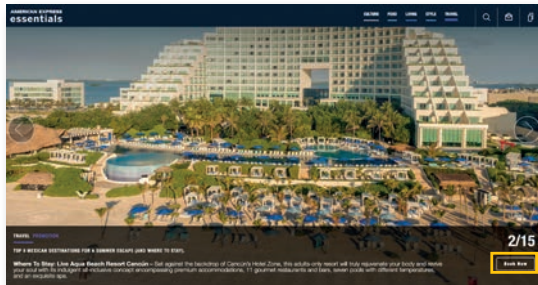 AMERICAN EXPRESS
essentials
CULTURE FOOD LIVING STYLE TRAVEL
2/15
TRAVEL PROMOTION
TOP 8 MEXICAN DESTINATIONS FOR A SUMMER ESCAPE (AND WHERE TO STAY).
Where To Stay: Live Aqua Beach Resort Cancún – Set against the backdrop of Cancún's Hotel Zone, this adults-only resort will truly rejuvenate your body and revive
your soul with its indulgent all-inclusive concept encompassing premium accommodations, 11 gourmet restaurants and bars, seven pools with different temperatures,
and an exquisite spa.
Book Now